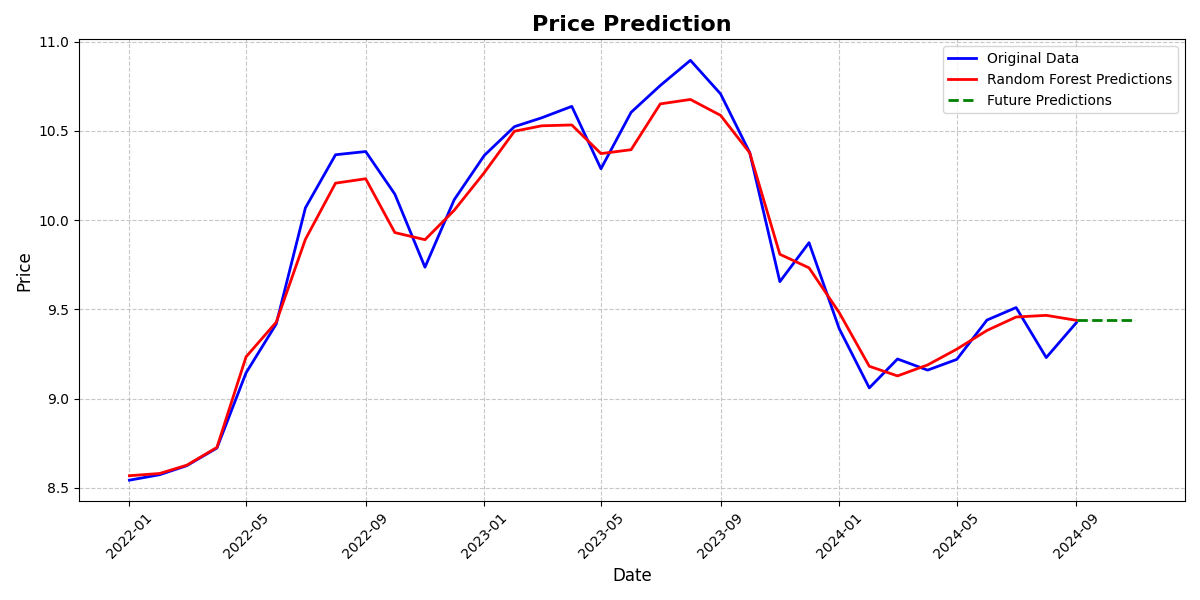 Price Prediction
11.0
10.5
10.0
9.5
9.0
8.5
Price
Original Data
Random Forest Predictions
Future Predictions
2022-01
2022-05
2022-09
2023-01
2023-05
2023-09
2024-01
2024-05
2024-09
Date